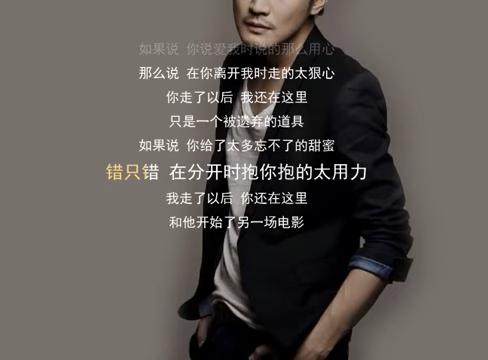 如果说 你说爱我时说的那么用心
那么说 在你离开我时走的太狠心
你走了以后 我还在这里
只是一个被遗弃的道具
如果说 你给了太多忘不了的甜蜜
错只错 在分开时抱你抱的太用力
我走了以后 你还在这里
和他开始了另一场电影